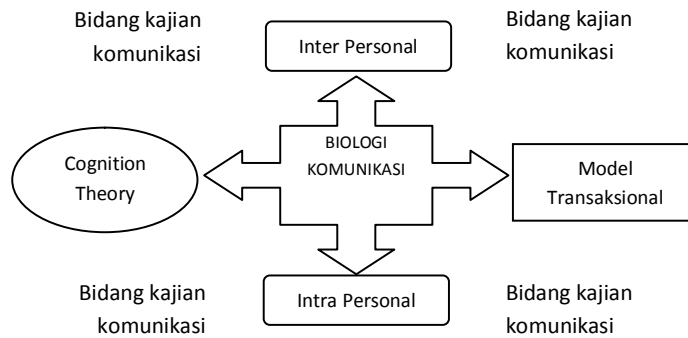 Bidang kajian
komunikasi
Inter Personal
Bidang kajian
komunikasi
Cognition
Theory
BIOLOGI
KOMUNIKASI
Model
Transaksional
Bidang kajian
komunikasi
Intra Personal
Bidang kajian
komunikasi